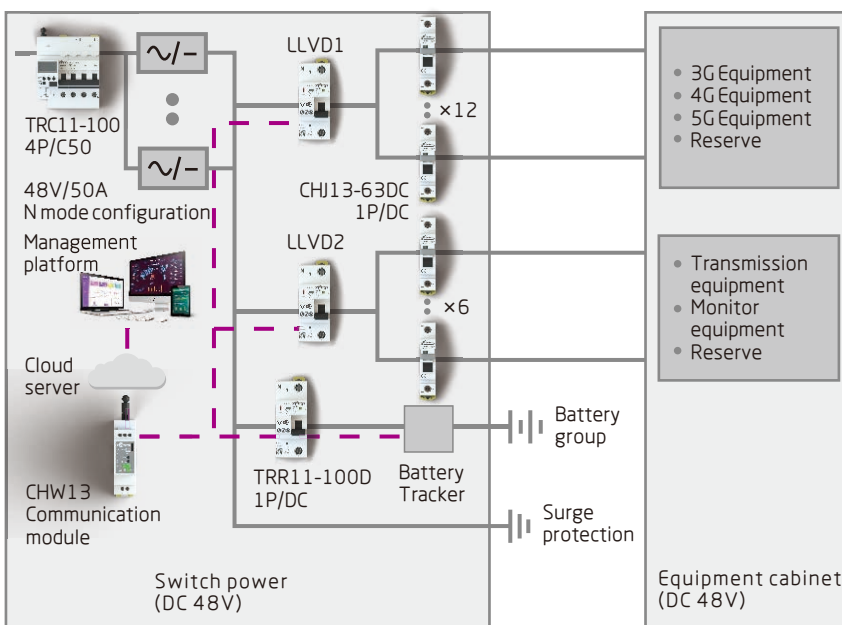 LLVD1
TRC11-100
4P/C50
×12
48V/50A
N mode configuration
CHJ13-63DC
1P/DC
Management
platform
LLVD2
×6
Cloud
server
CHW13
Communication
module
TRR11-100D
1P/DC
Battery
Tracker
Battery
group
Surge
protection
Switch power
(DC 48V)
3G Equipment
4G Equipment
5G Equipment
Reserve
Transmission
equipment
Monitor
equipment
Reserve
Equipment cabinet
(DC 48V)